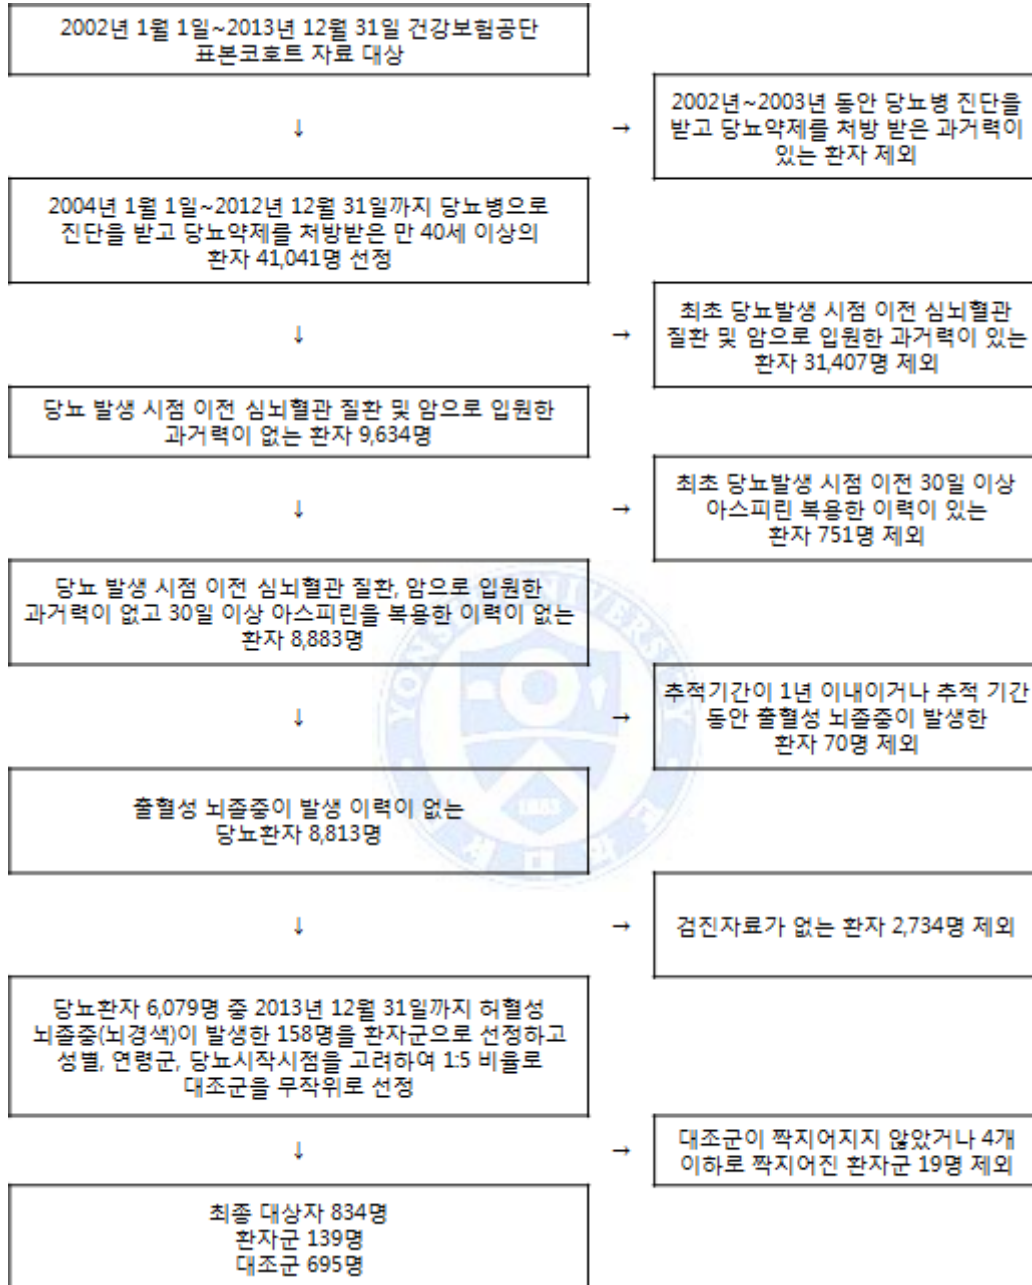 2002년 1월 1일~2013년 12월 31일 건강보험공단
표본코호트 자료 대상
↓
→
2002년~2003년 동안 당뇨병 진단을
받고 당뇨약제를 처방 받은 과거력이
있는 환자 제외
2004년 1월 1일~2012년 12월 31일까지 당뇨병으로
진단을 받고 당뇨약제를 처방받은 만 40세 이상의
환자 41,041명 선정
↓
→
최초 당뇨발생 시점 이전 심뇌혈관
질환 및 암으로 입원한 과거력이 있는
환자 31,407명 제외
당뇨 발생 시점 이전 심뇌혈관 질환 및 암으로 입원한
과거력이 없는 환자 9,634명
↓
→
최초 당뇨발생 시점 이전 30일 이상
아스피린 복용한 이력이 있는
환자 751명 제외
당뇨 발생 시점 이전 심뇌혈관 질환, 암으로 입원한
과거력이 없고 30일 이상 아스피린을 복용한 이력이 없는
환자 8,883명
↓
→
추적기간이 1년 이내이거나 추적 기간
동안 출혈성 뇌졸중이 발생한
환자 70명 제외
출혈성 뇌졸중이 발생 이력이 없는
당뇨환자 8,813명
↓
→
검진자료가 없는 환자 2,734명 제외
당뇨환자 6,079명 중 2013년 12월 31일까지 허혈성
뇌졸중(뇌경색)이 발생한 158명을 환자군으로 선정하고
성별, 연령군, 당뇨시작시점을 고려하여 1:5 비율로
대조군을 무작위로 선정
↓
→
대조군이 짝지어지지 않았거나 4개
이하로 짝지어진 환자군 19명 제외
최종 대상자 834명
환자군 139명
대조군 695명
YONSEI UNIVERSITY